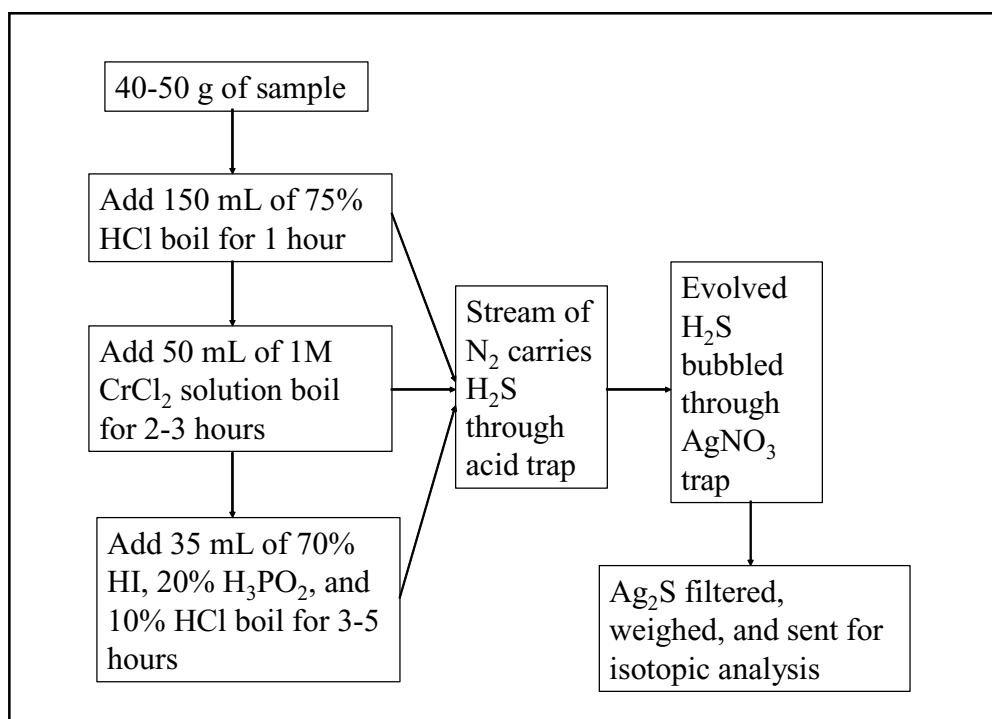 40-50 g of sample
Add 150 mL of 75%
HCl boil for 1 hour
Add 50 mL of 1M
CrCl₂ solution boil
for 2-3 hours
Add 35 mL of 70%
HI, 20% H₃PO₂, and
10% HCl boil for 3-5
hours
Stream of
N₂ carries
H₂S
through
acid trap
Evolved
H₂S
bubbled
through
AgNO₃
trap
Ag₂S filtered,
weighed, and sent for
isotopic analysis